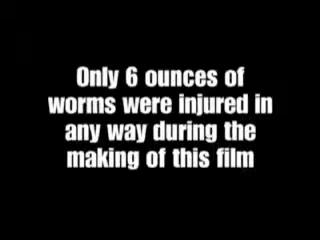 Only 6 ounces of
worms were injured in
any way during the
making of this film